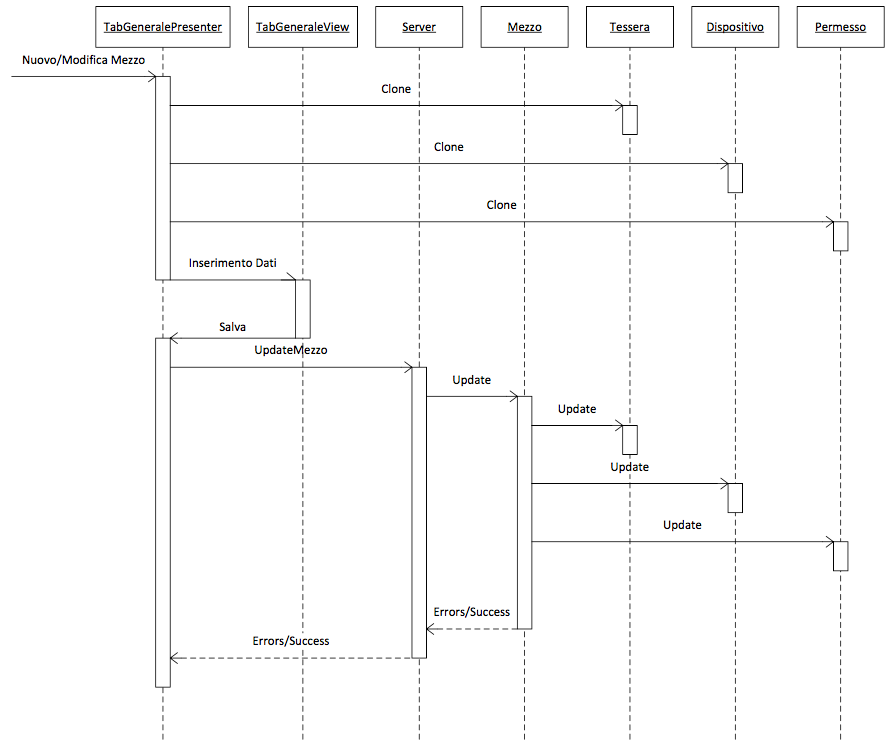 TabGeneralePresenter
TabGeneraleView
Server
Mezzo
Tessera
Dispositivo
Permesso
Nuovo/Modifica Mezzo
Clone
Clone
Clone
Inserimento Dati
Salva
UpdateMezzo
Update
Update
Update
Update
Errors/Success
Errors/Success